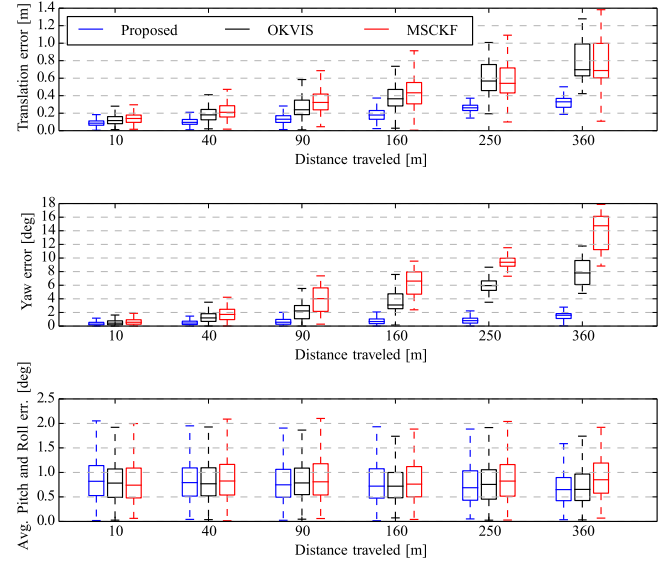 Translation error [m]
1.4
1.2
1.0
0.8
0.6
0.4
0.2
0.0
Proposed OKVIS MSCKF
10 40 90 160 250 360
Distance traveled [m]
Yaw error [deg]
18
16
14
12
10
8
6
4
2
0
10 40 90 160 250 360
Distance traveled [m]
Avg. Pitch and Roll err. [deg]
2.5
2.0
1.5
1.0
0.5
0.0
10 40 90 160 250 360
Distance traveled [m]